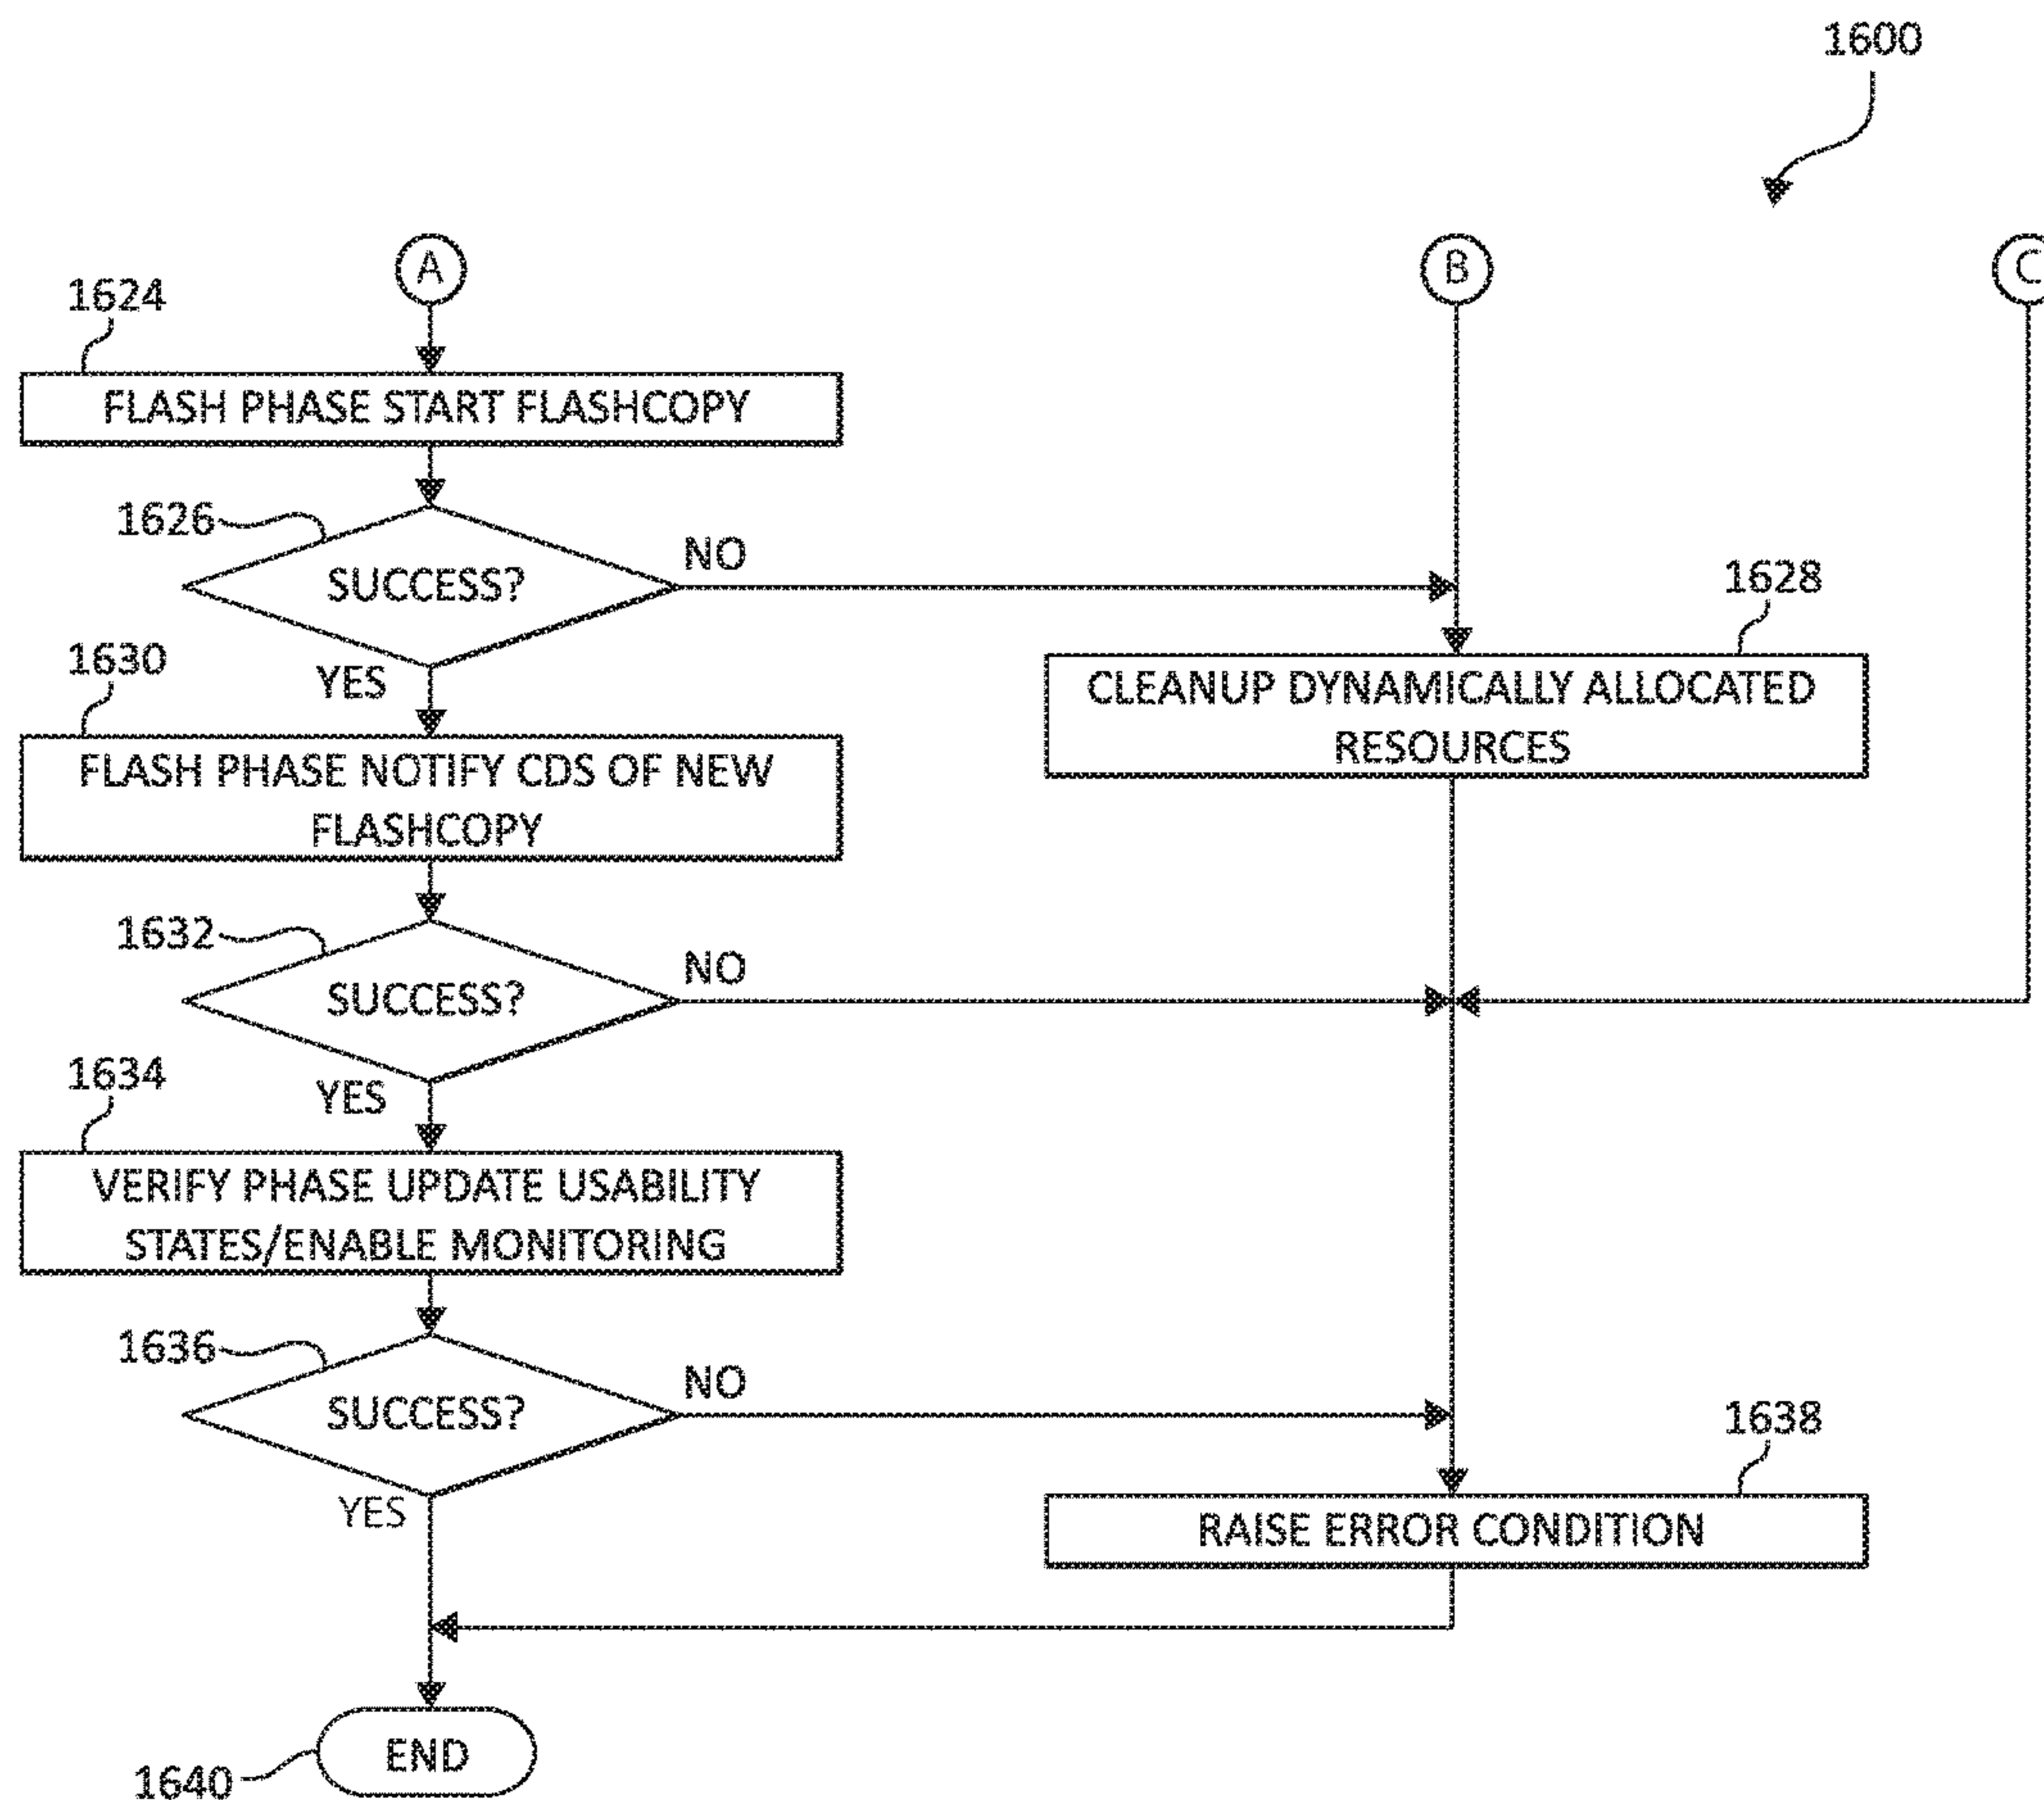 1600
A
B
C
1624
FLASH PHASE START FLASHCOPY
1626
SUCCESS?
NO
YES
1628
CLEANUP DYNAMICALLY ALLOCATED
RESOURCES
1630
FLASH PHASE NOTIFY CDS OF NEW
FLASHCOPY
1632
SUCCESS?
NO
YES
1634
VERIFY PHASE UPDATE USABILITY
STATES/ENABLE MONITORING
1636
SUCCESS?
NO
YES
1638
RAISE ERROR CONDITION
END
1640